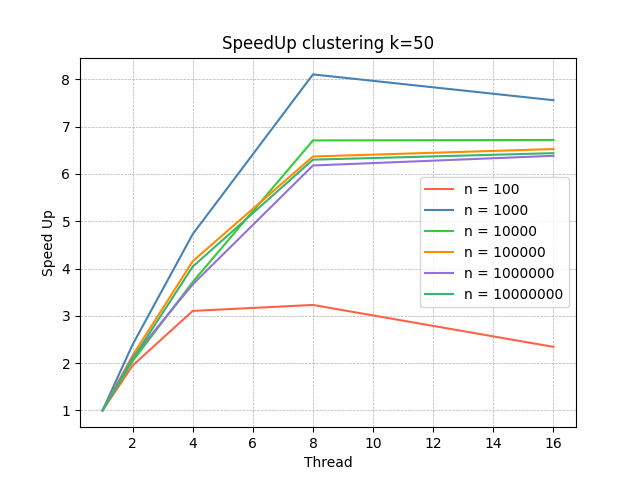 SpeedUp clustering k=50
Speed Up
8
7
6
5
4
3
2
1
n = 100
n = 1000
n = 10000
n = 100000
n = 1000000
n = 10000000
2 4 6 8 10 12 14 16
Thread